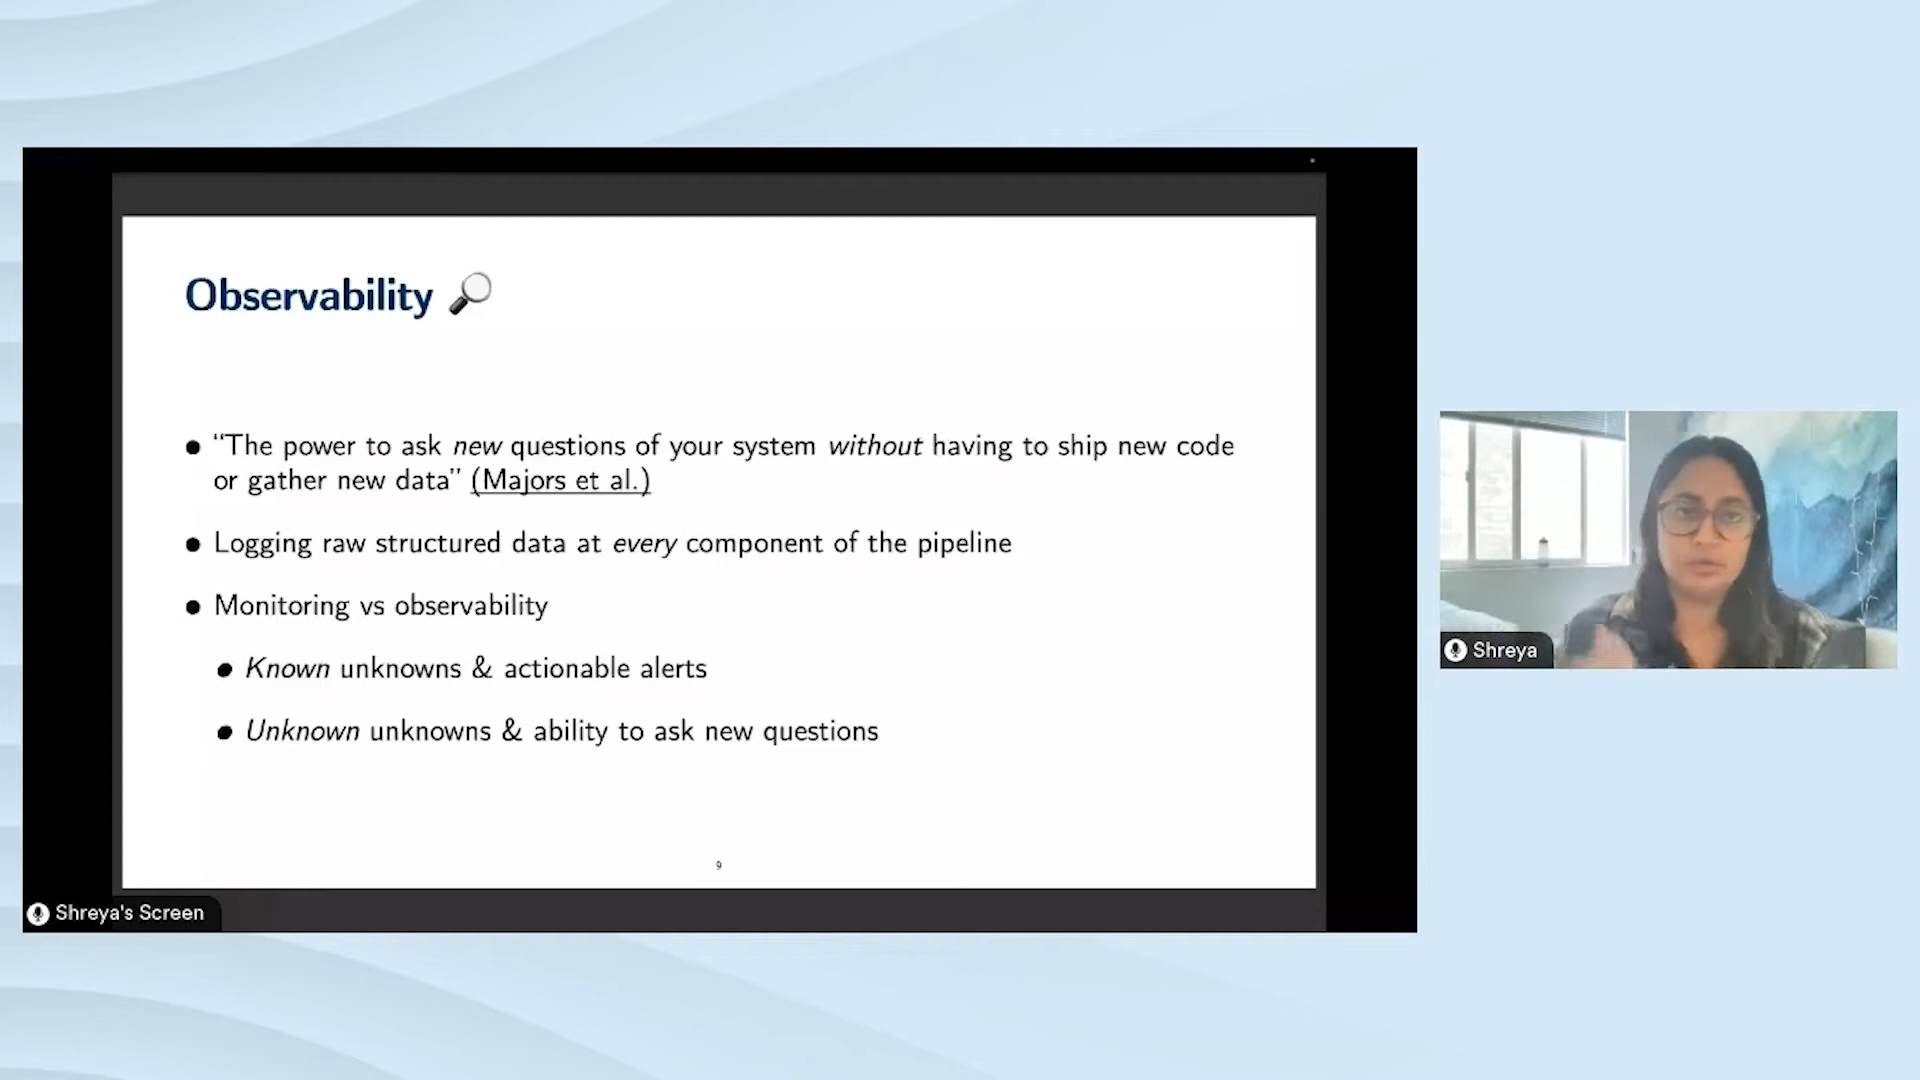 Observability
• “The power to ask new questions of your system without having to ship new code
or gather new data” (Majors et al.)
• Logging raw structured data at every component of the pipeline
• Monitoring vs observability
• Known unknowns & actionable alerts
• Unknown unknowns & ability to ask new questions
9
Shreya's Screen
Shreya